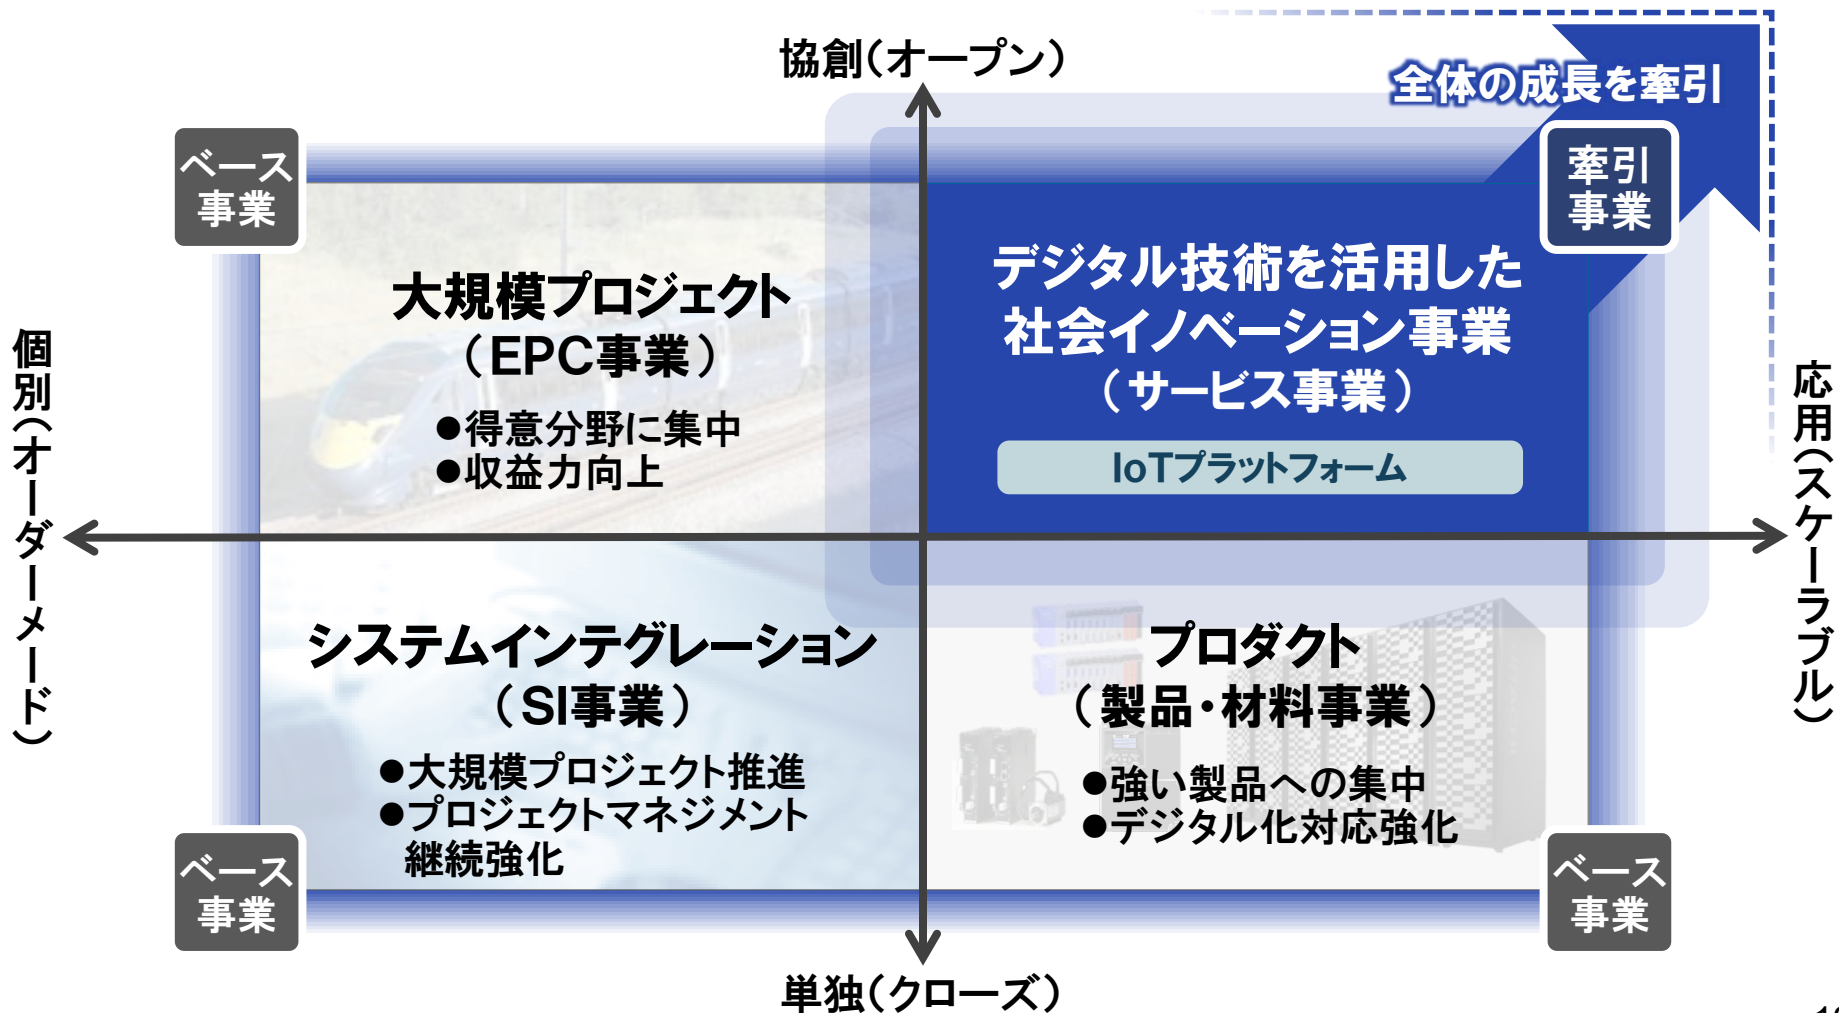 協創（オープン）
全体の成長を牽引
ベース
事業
牽引
事業
大規模プロジェクト
（EPC事業）
●得意分野に集中
●収益力向上
デジタル技術を活用した
社会イノベーション事業
（サービス事業）
IoTプラットフォーム
個別（オーダーメード）
応用（スケーラブル）
システムインテグレーション
（SI事業）
●大規模プロジェクト推進
●プロジェクトマネジメント
継続強化
プロダクト
（製品・材料事業）
●強い製品への集中
●デジタル化対応強化
ベース
事業
ベース
事業
単独（クローズ）